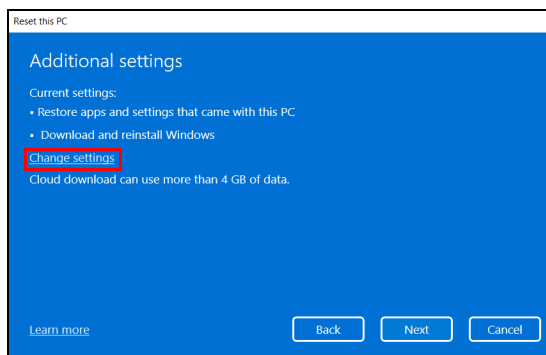 Reset this PC
Additional settings
Current settings:
• Restore apps and settings that came with this PC
• Download and reinstall Windows
Change settings
Cloud download can use more than 4 GB of data.
Learn more
Back
Next
Cancel